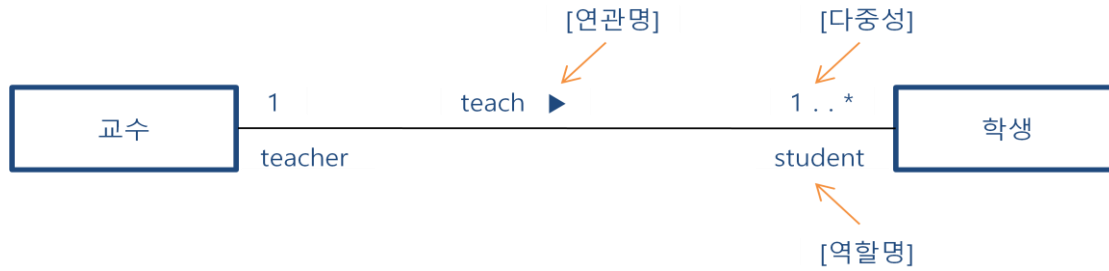 [연관명] [다중성]
1 teach ▶ 1 . . *
교수 학생
teacher student
[역할명]